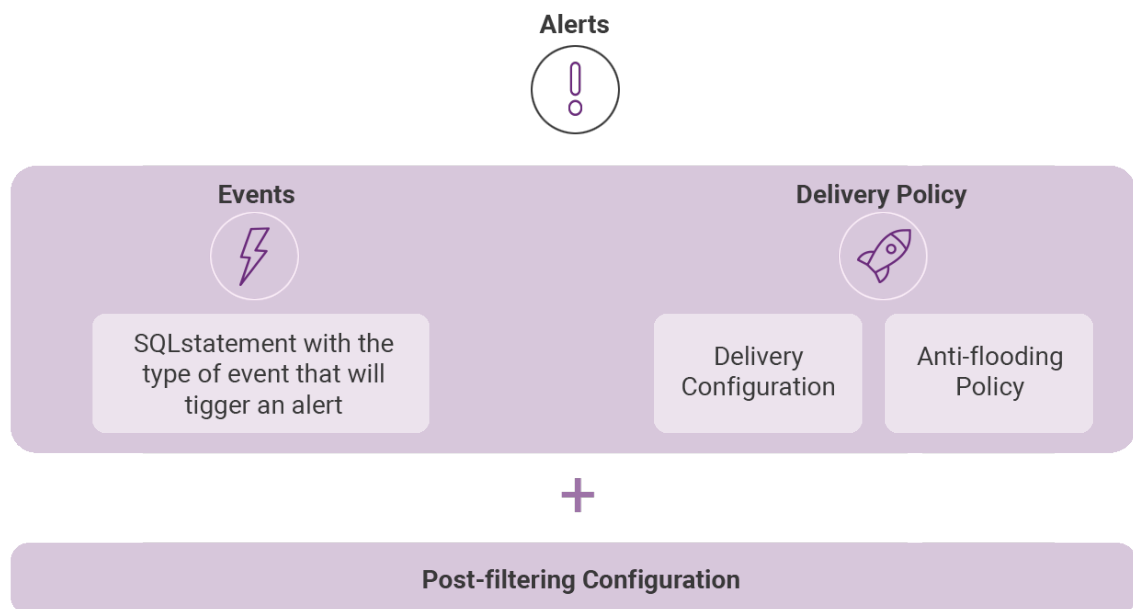 Alerts
Events
SQLstatement with the
type of event that will
tigger an alert
Delivery Policy
Delivery
Configuration
Anti-flooding
Policy
+
Post-filtering Configuration